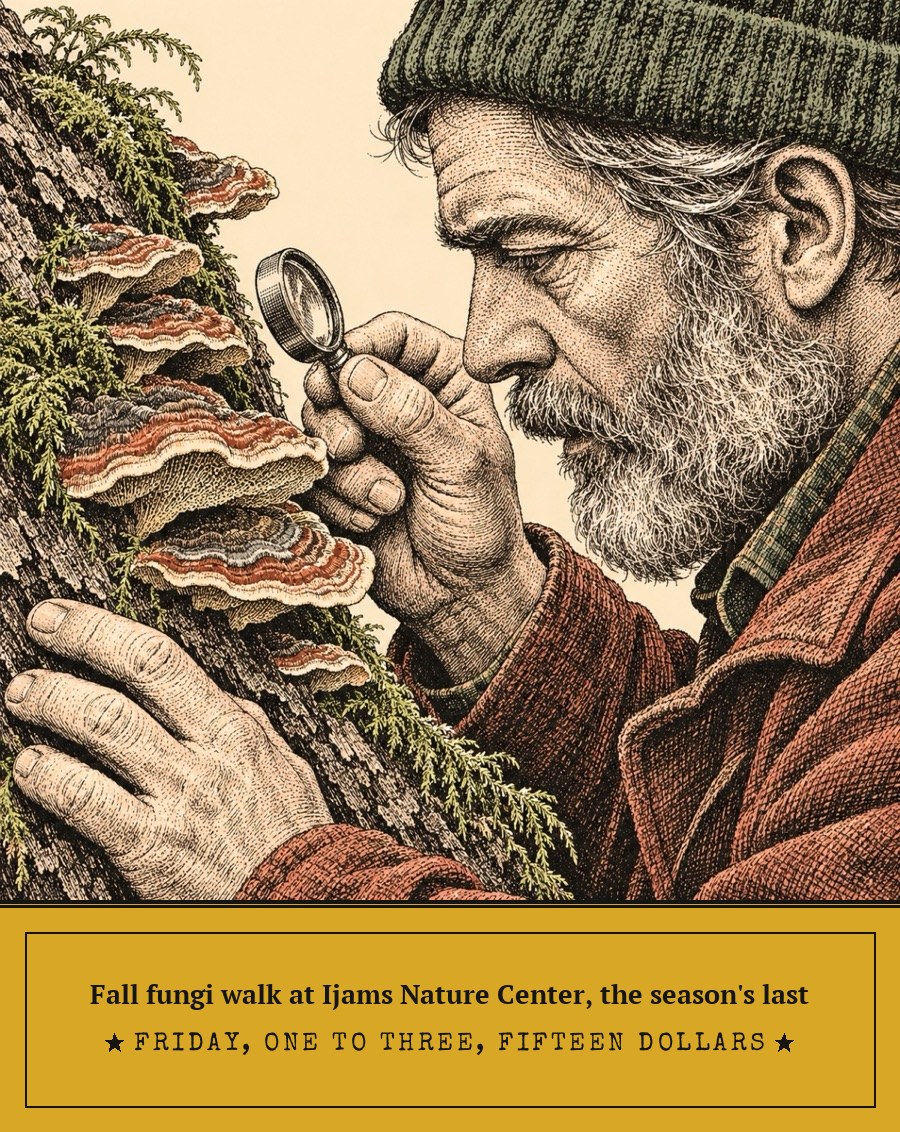 Fall fungi walk at Ijams Nature Center, the season's last
★ FRIDAY, ONE TO THREE, FIFTEEN DOLLARS ★